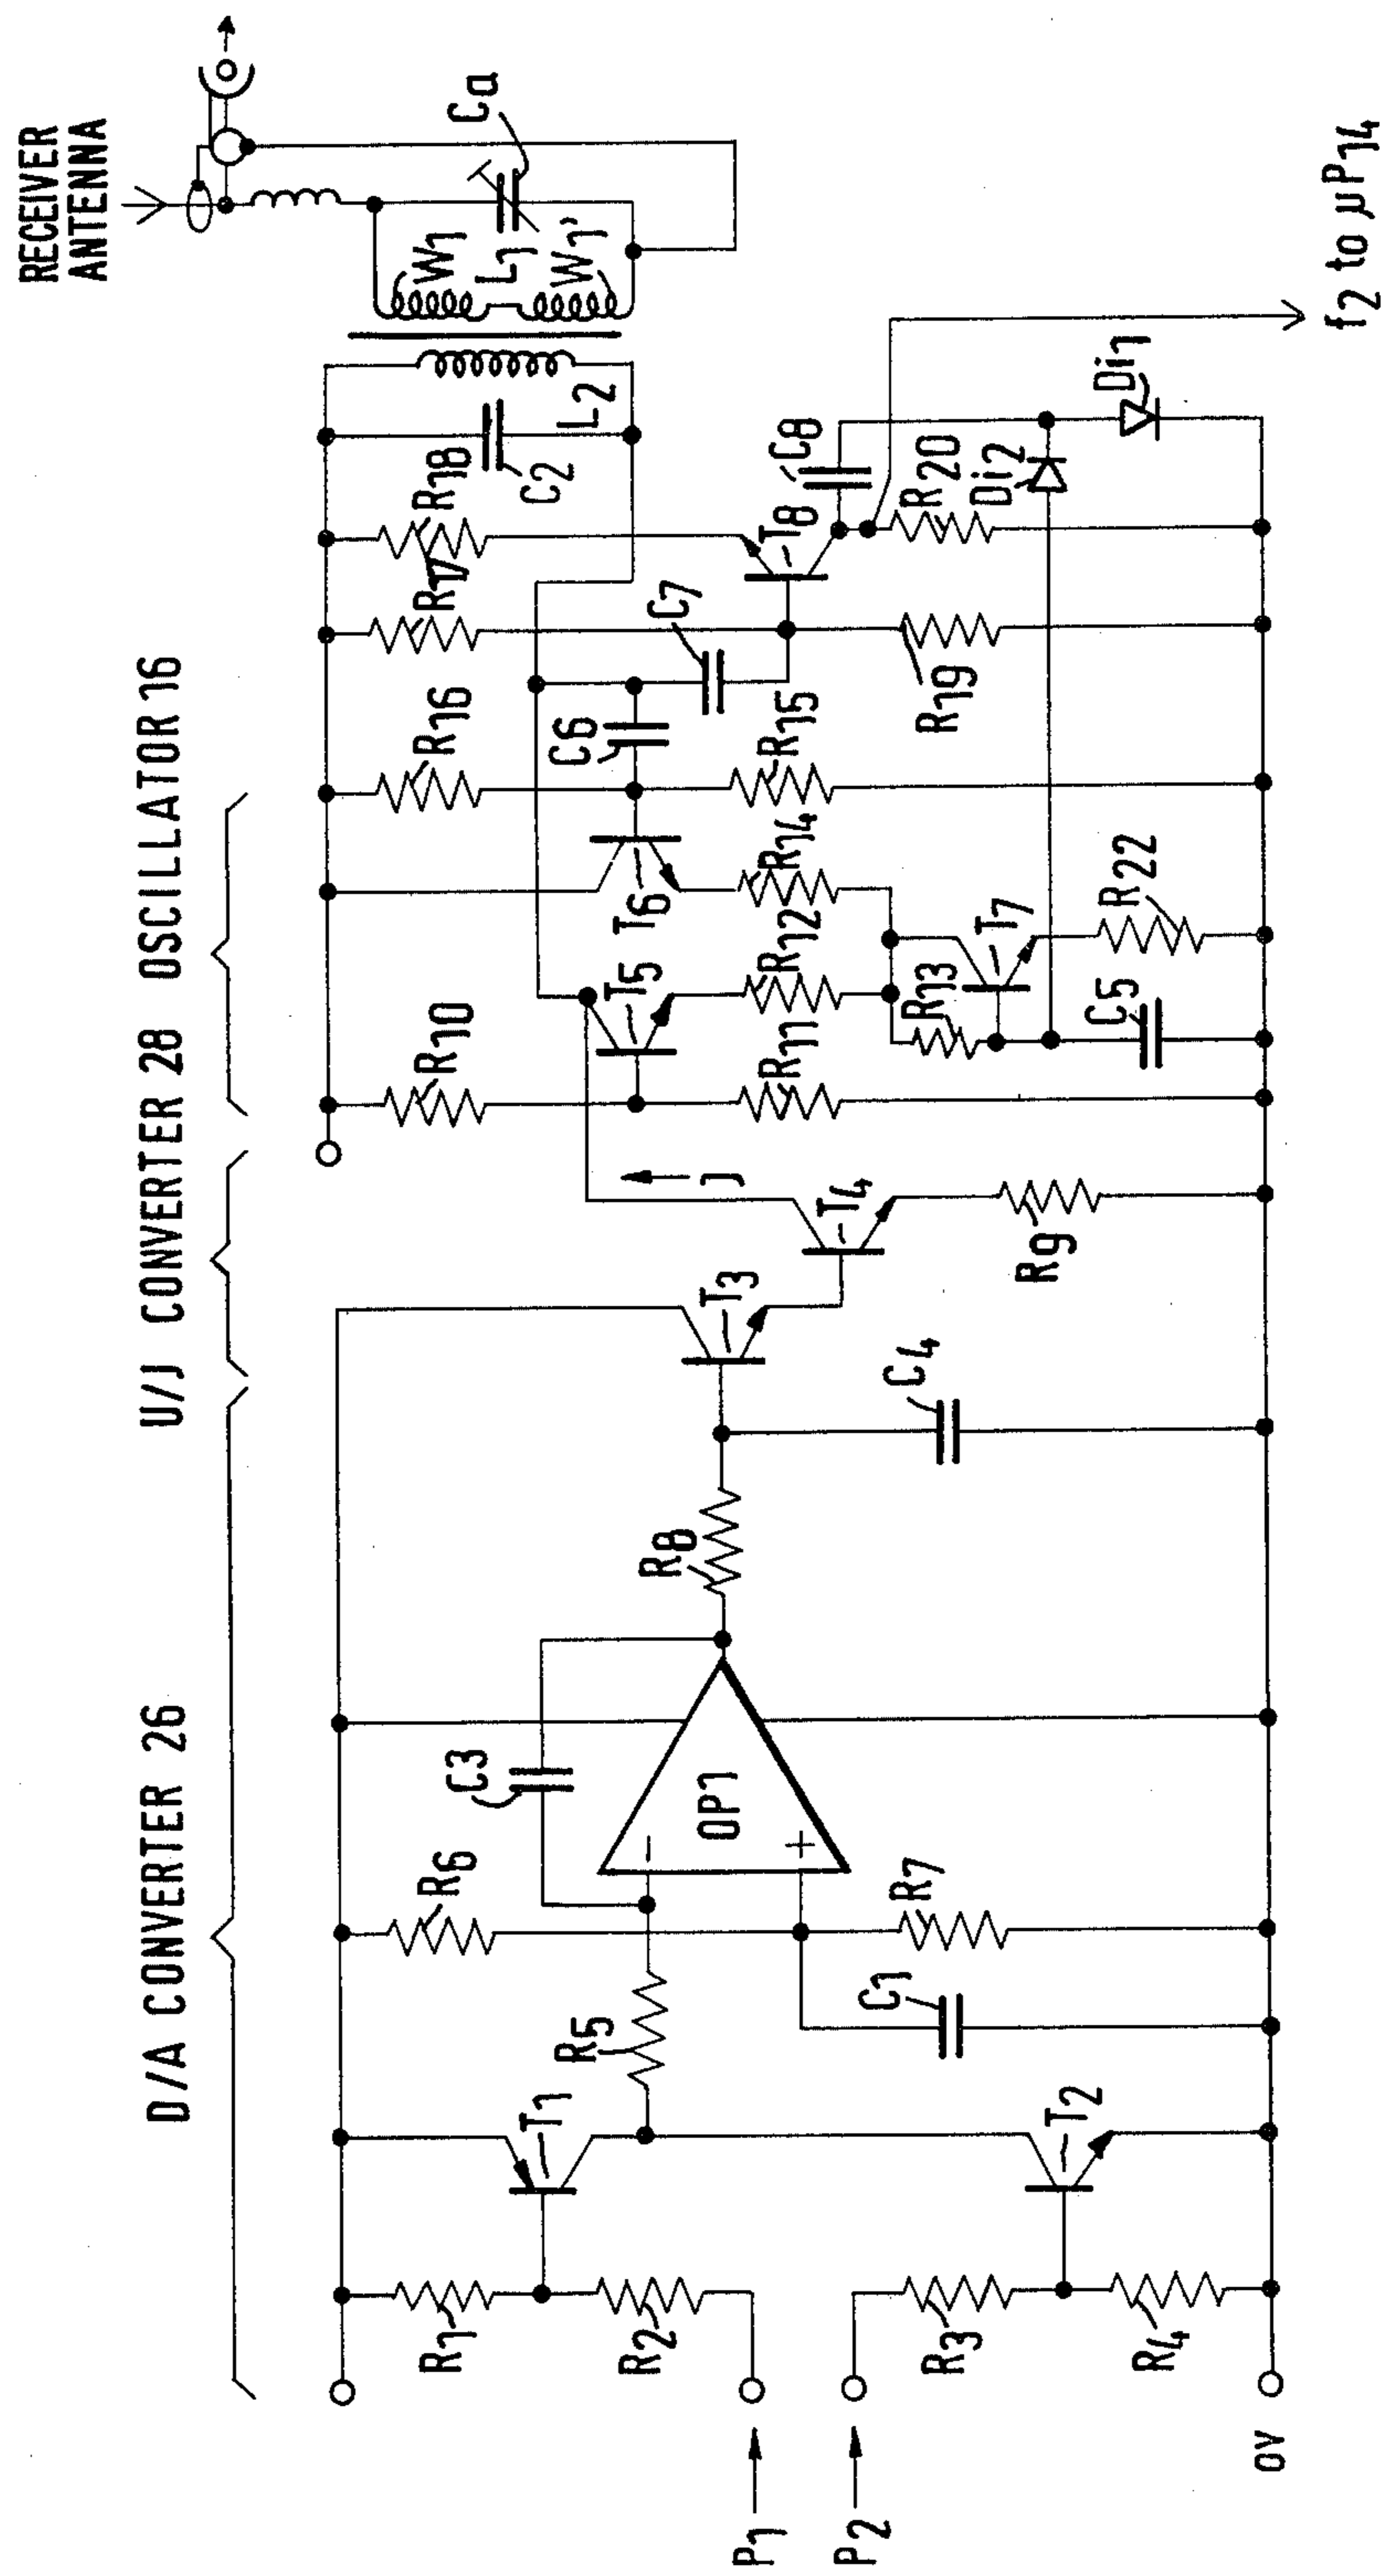 D/A CONVERTER 26
U/J CONVERTER 28
OSCILLATOR 16
RECEIVER
ANTENNA
P1
P2
0V
R1
R2
R3
R4
T1
T2
R5
R6
R7
C1
C3
OP1
−
+
R8
C4
T3
T4
R9
J
R10
R11
T5
R12
R13
C5
T6
R14
T7
R22
R16
R15
C6
C7
R17
R19
R18
T8
C8
R20
Di2
Di1
C2
L2
W1
L1
W1'
Ca
f2 to µP14